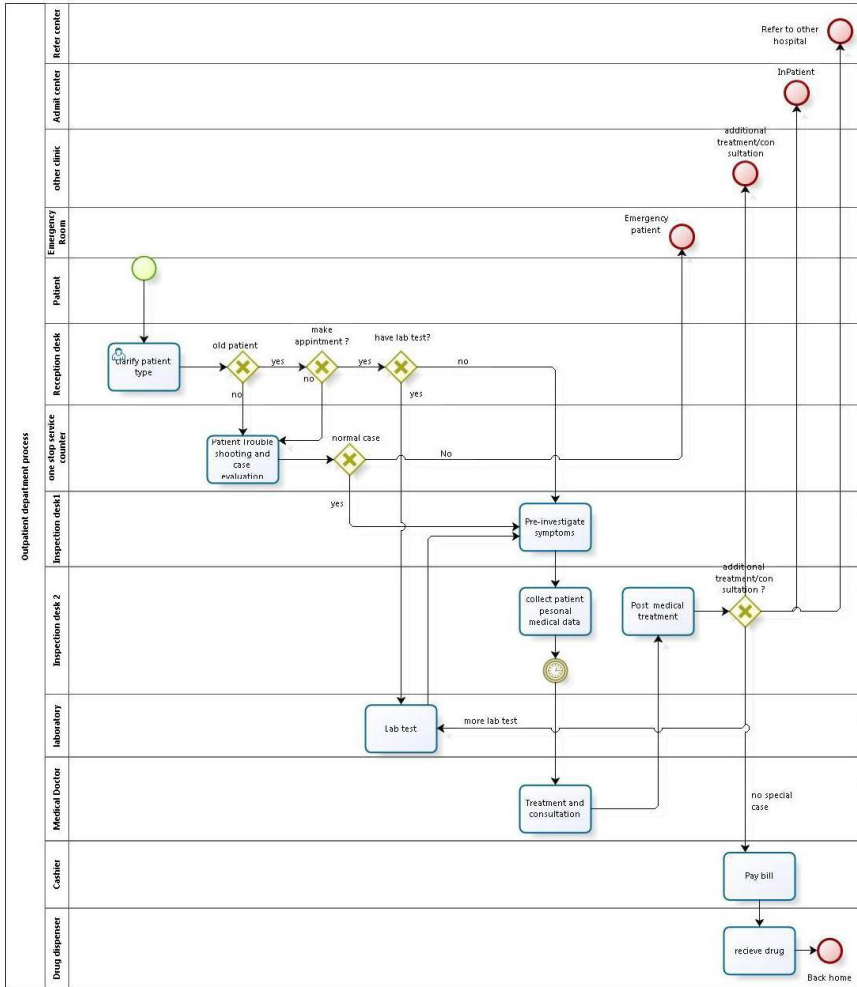 Outpatient department process
Refer center
Refer to other
hospital
Admit center
InPatient
other clinic
additional
treatment/con
sultation
Emergency
Room
Emergency
patient
Patient
Reception desk
clarify patient
type
old patient
yes
no
make
appintment ?
yes
no
have lab test?
no
yes
one stop service
counter
Patient Trouble
shooting and
case
evaluation
normal case
No
yes
Inspection desk1
Pre-investigate
symptoms
Inspection desk 2
collect patient
pesonal
medical data
Post medical
treatment
additional
treatment/con
sultation ?
laboratory
Lab test
more lab test
Medical Doctor
Treatment and
consultation
no special
case
Cashier
Pay bill
Drug dispenser
recieve drug
Back home